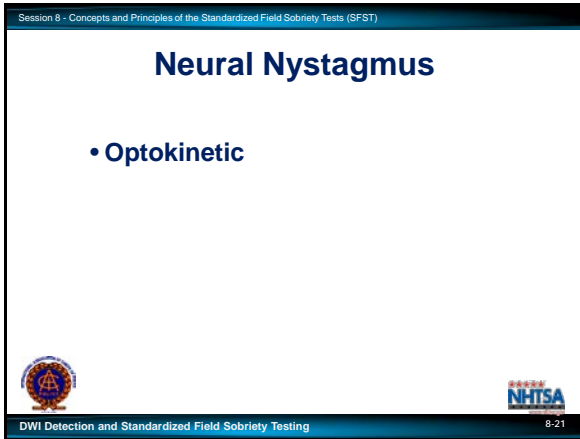 Session 8 - Concepts and Principles of the Standardized Field Sobriety Tests (SFST)
Neural Nystagmus
• Optokinetic
NHTSA
DWI Detection and Standardized Field Sobriety Testing
8-21